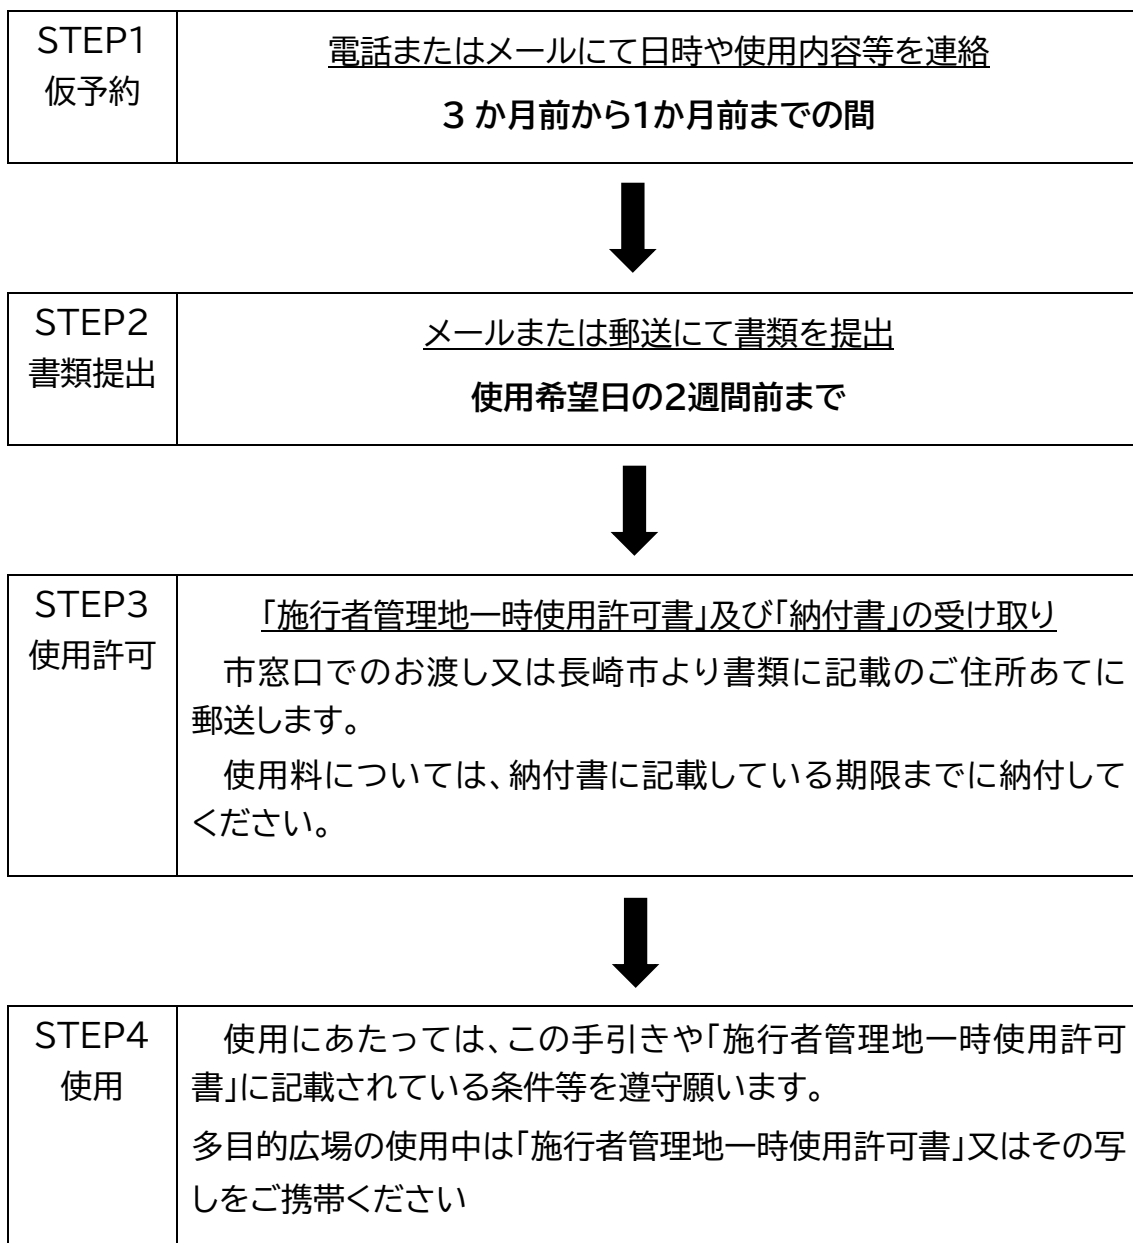 STEP1
仮予約
電話またはメールにて日時や使用内容等を連絡
3 か月前から1か月前までの間
STEP2
書類提出
メールまたは郵送にて書類を提出
使用希望日の2週間前まで
STEP3
使用許可
「施行者管理地一時使用許可書」及び「納付書」の受け取り
市窓口でのお渡し又は長崎市より書類に記載のご住所あてに
郵送します。
使用料については、納付書に記載している期限までに納付して
ください。
STEP4
使用
使用にあたっては、この手引きや「施行者管理地一時使用許可
書」に記載されている条件等を遵守願います。
多目的広場の使用中は「施行者管理地一時使用許可書」又はその写
しをご携帯ください